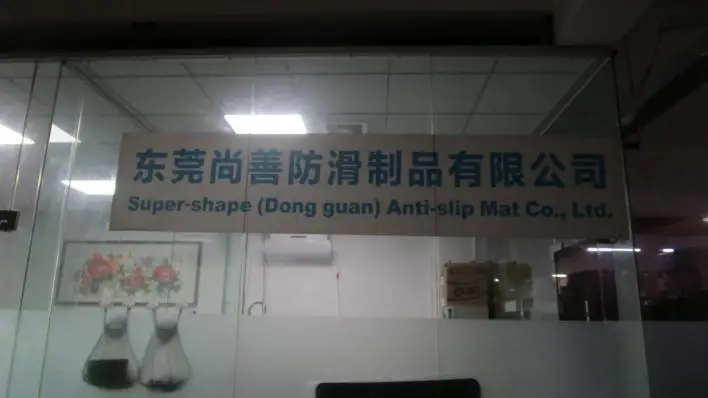 东莞尚善防滑制品有限公司
Super-shape (Dong guan) Anti-slip Mat Co., Ltd.